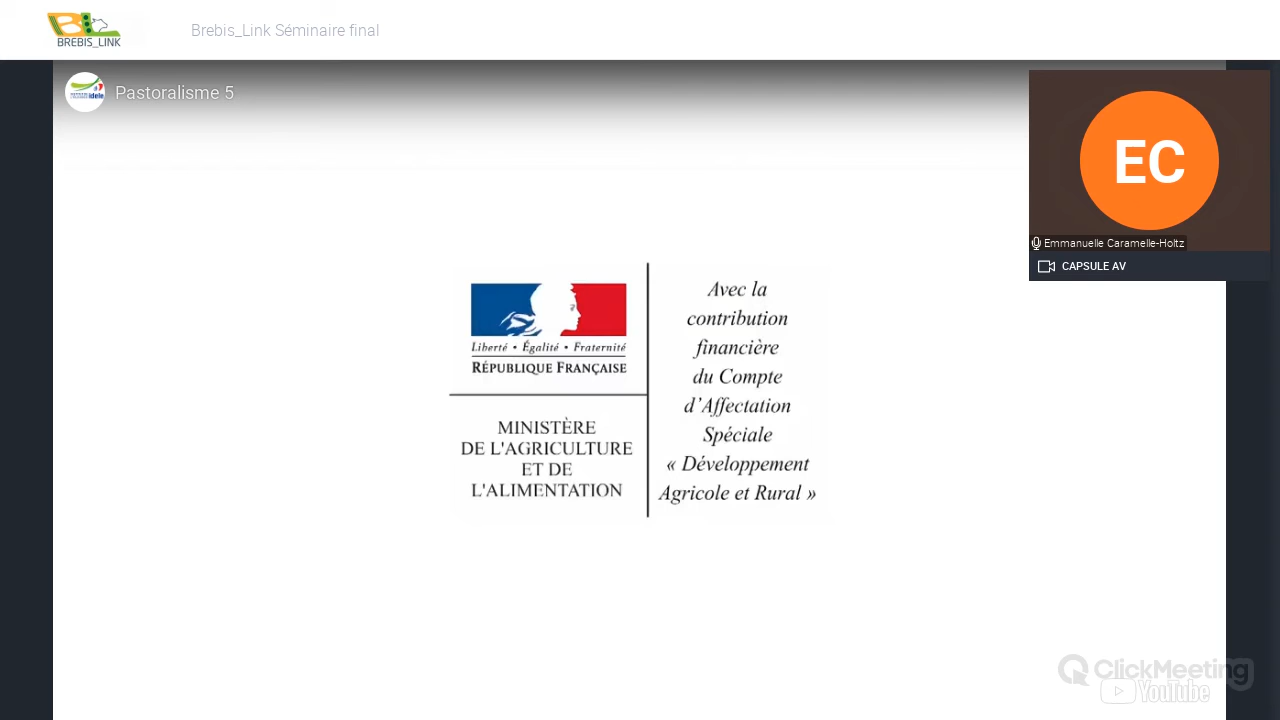 BL
BREBIS_LINK
Brebis_Link Séminaire final
idele
Pastoralisme 5
EC
Emmanuelle Caramelle-Holtz
CAPSULE AV
Liberté • Égalité • Fraternité
RÉPUBLIQUE FRANÇAISE
MINISTÈRE
DE L'AGRICULTURE
ET DE
L'ALIMENTATION
Avec la
contribution
financière
du Compte
d'Affectation
Spéciale
« Développement
Agricole et Rural »
ClickMeeting
YouTube